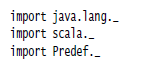 import java.lang._
import scala._
import Predef._